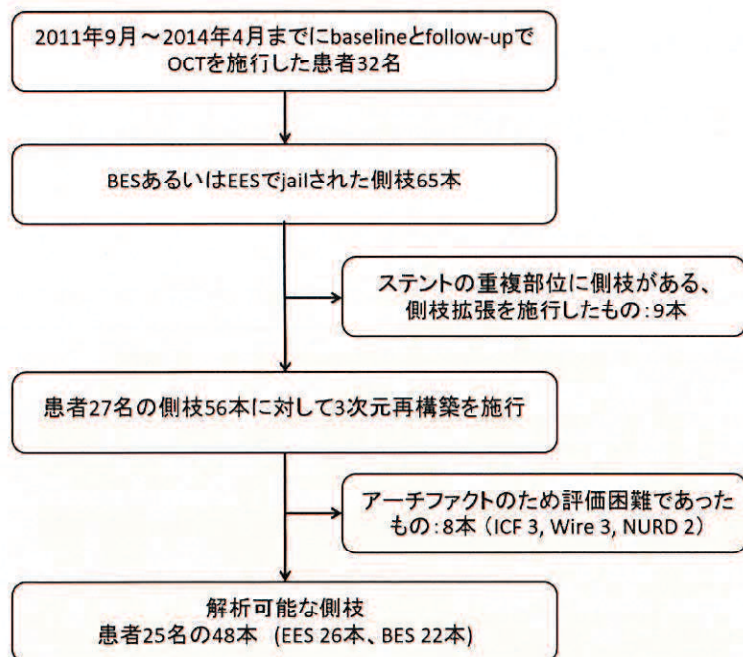 2011年9月～2014年4月までにbaselineとfollow-upで
OCTを施行した患者32名
BESあるいはEESでjailされた側枝65本
ステントの重複部位に側枝がある、
側枝拡張を施行したもの：9本
患者27名の側枝56本に対して3次元再構築を施行
アーチファクトのため評価困難であった
もの：8本（ICF 3, Wire 3, NURD 2）
解析可能な側枝
患者25名の48本 (EES 26本、BES 22本)